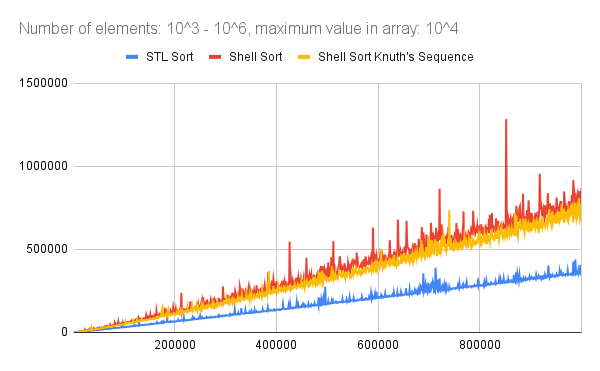 Number of elements: 10^3 - 10^6, maximum value in array: 10^4
STL Sort Shell Sort Shell Sort Knuth's Sequence
1500000
1000000
500000
0
200000 400000 600000 800000